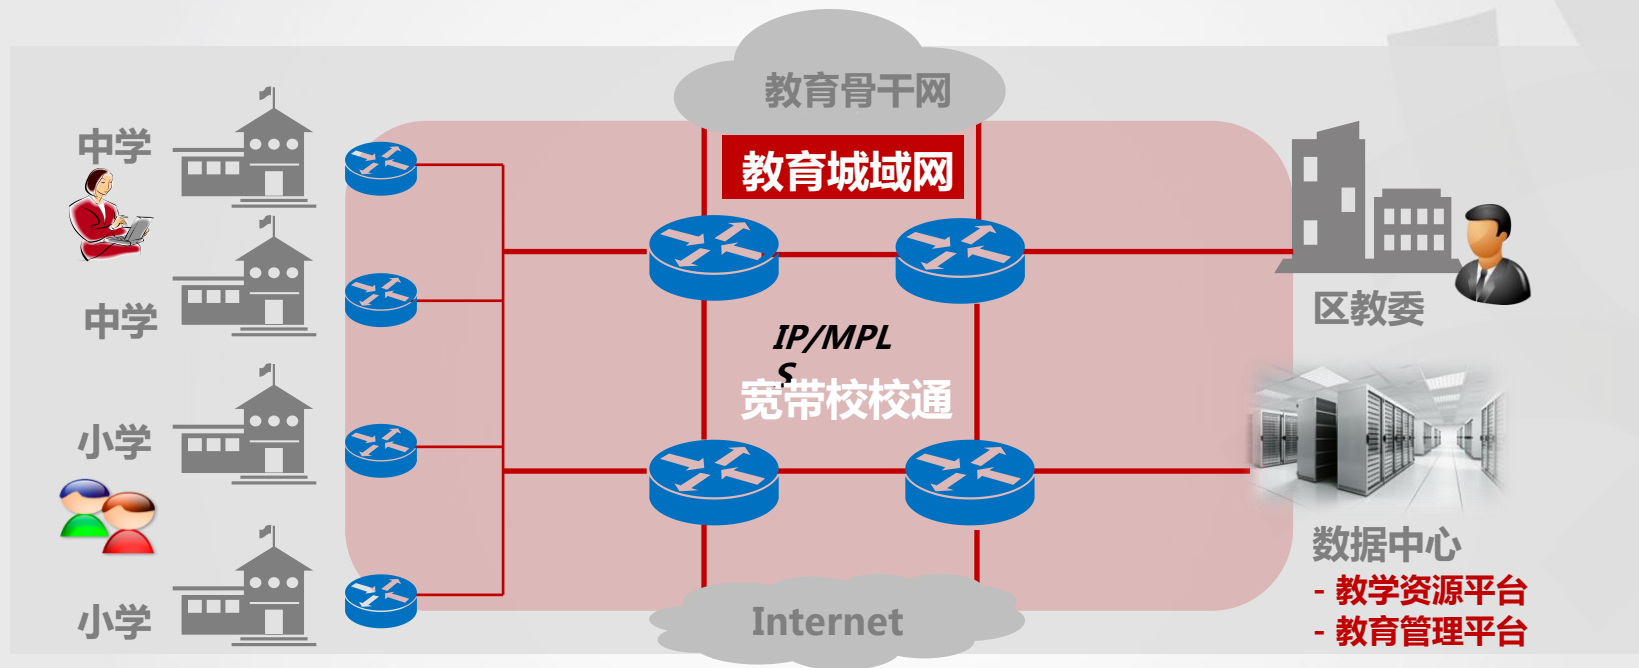 教育骨干网
教育城域网
中学
中学
小学
小学
IP/MPL
S
宽带校校通
Internet
区教委
数据中心
- 教学资源平台
- 教育管理平台